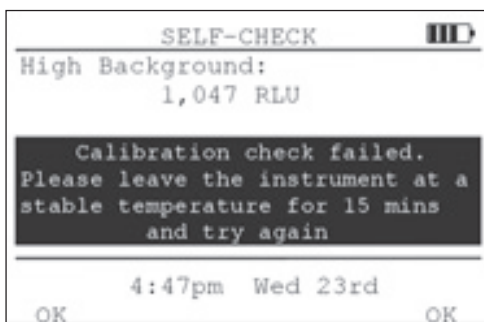 SELF-CHECK
High Background:
1,047 RLU
Calibration check failed.
Please leave the instrument at a
stable temperature for 15 mins
and try again
4:47pm Wed 23rd
OK OK